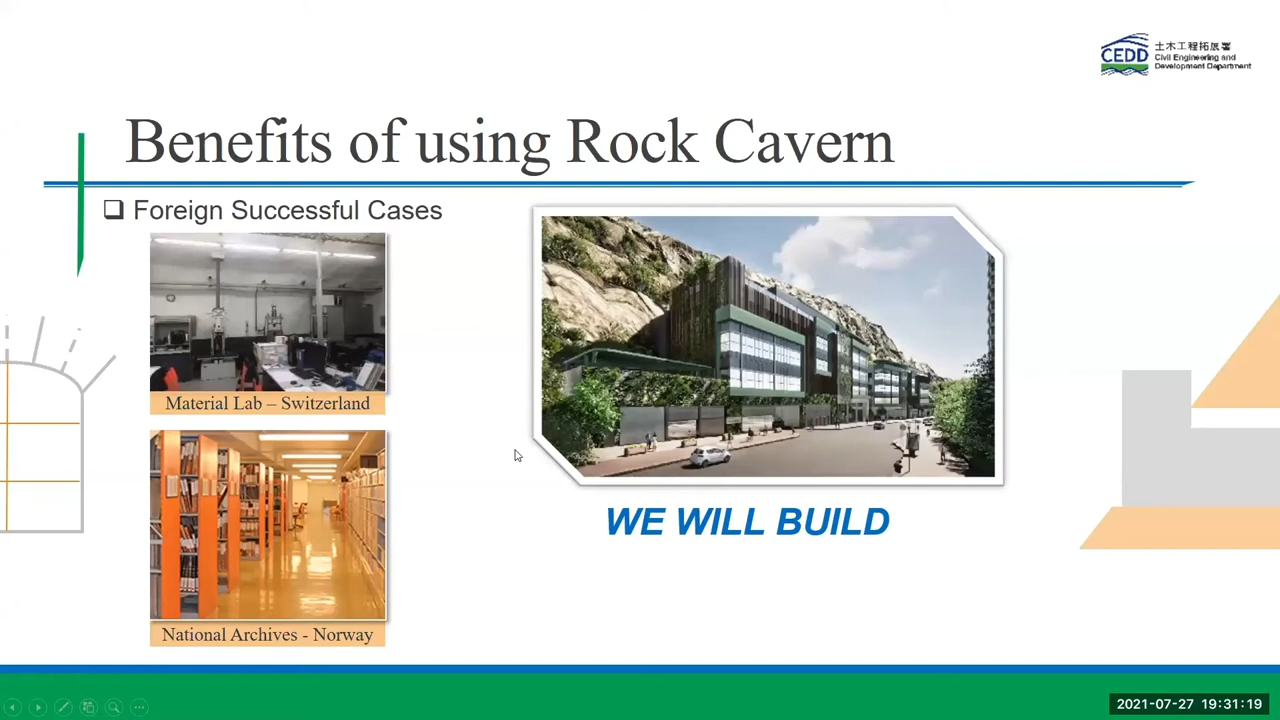 CEDD
土木工程拓展署
Civil Engineering and
Development Department
Benefits of using Rock Cavern
❑ Foreign Successful Cases
Material Lab – Switzerland
National Archives - Norway
WE WILL BUILD
2021-07-27 19:31:19